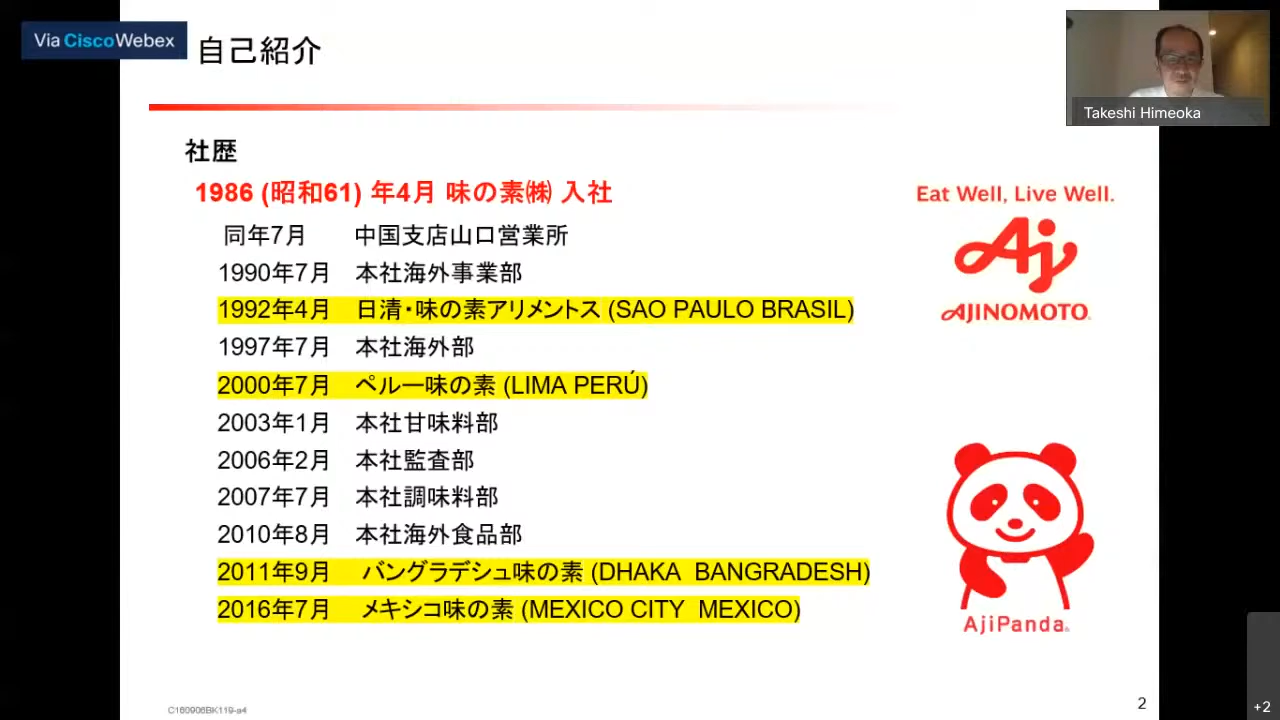 Via Cisco Webex
自己紹介
Takeshi Himeoka
社歴
1986 (昭和61) 年4月 味の素㈱ 入社
同年7月 中国支店山口営業所
1990年7月 本社海外事業部
1992年4月 日清・味の素アリメントス (SAO PAULO BRASIL)
1997年7月 本社海外部
2000年7月 ペルー味の素 (LIMA PERÚ)
2003年1月 本社甘味料部
2006年2月 本社監査部
2007年7月 本社調味料部
2010年8月 本社海外食品部
2011年9月 バングラデシュ味の素 (DHAKA BANGRADESH)
2016年7月 メキシコ味の素 (MEXICO CITY MEXICO)
Eat Well, Live Well.
Aj
AJINOMOTO®
AjiPanda®
C160906BK119-a4
2
+2